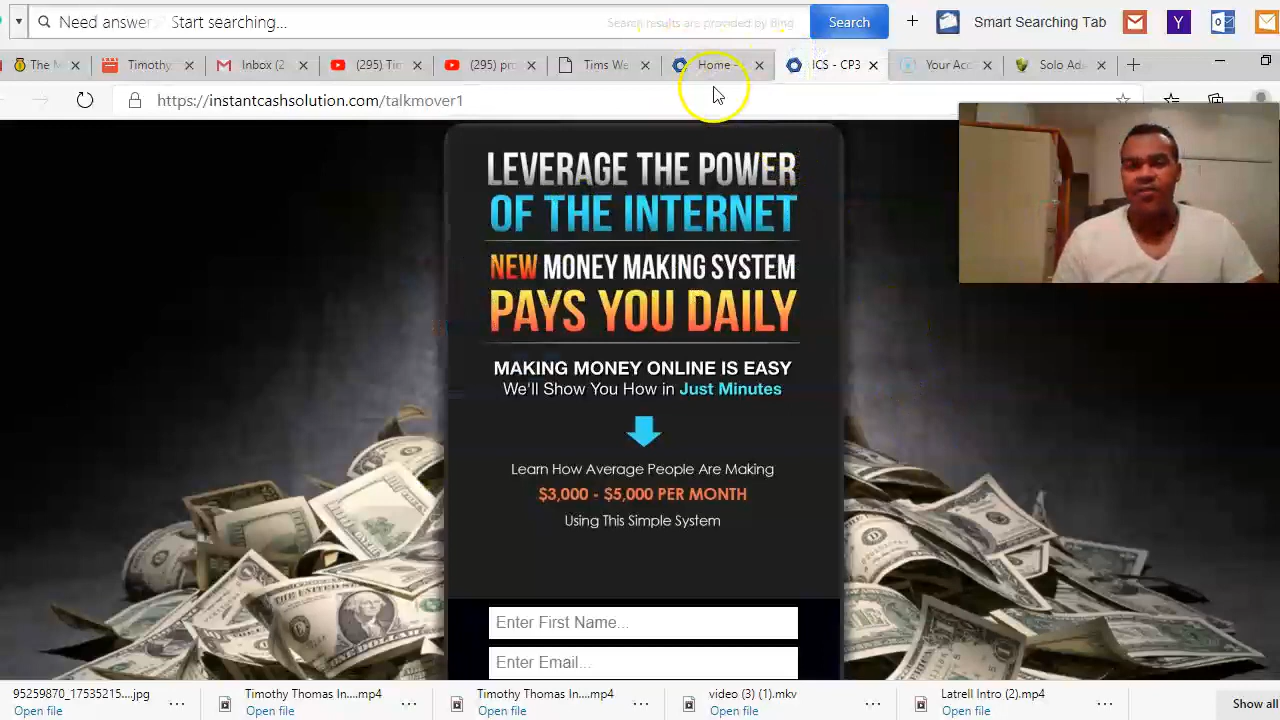 Need answers? Start searching...
Search results are provided by Bing
Search
Smart Searching Tab
The M
Timothy
Inbox (2
(295) Tim
(295) pro
Tims We
Home -
ICS - CP3
Your Acc
Solo Ads
https://instantcashsolution.com/talkmover1
LEVERAGE THE POWER
OF THE INTERNET
NEW MONEY MAKING SYSTEM
PAYS YOU DAILY
MAKING MONEY ONLINE IS EASY
We'll Show You How in Just Minutes
Learn How Average People Are Making
$3,000 - $5,000 PER MONTH
Using This Simple System
Enter First Name...
Enter Email...
95259870_17535215....jpg
Open file
Timothy Thomas In....mp4
Open file
Timothy Thomas In....mp4
Open file
video (3) (1).mkv
Open file
Latrell Intro (2).mp4
Open file
Show all